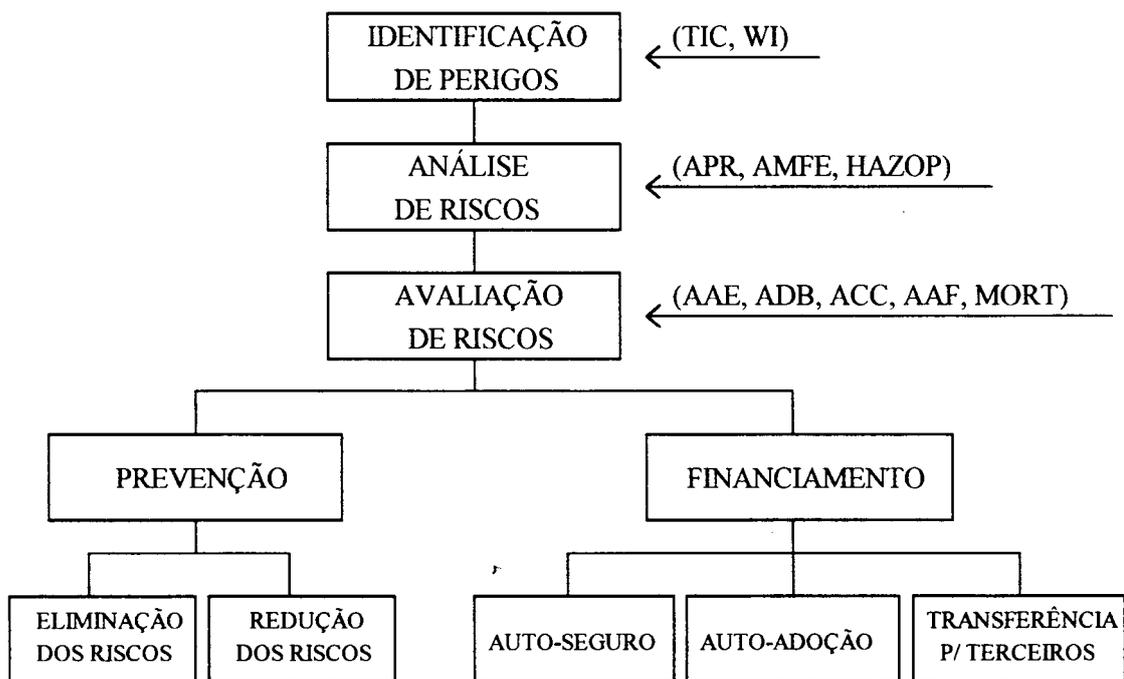 IDENTIFICAÇÃO
DE PERIGOS
(TIC, WI)
ANÁLISE
DE RISCOS
(APR, AMFE, HAZOP)
AVALIAÇÃO
DE RISCOS
(AAE, ADB, ACC, AAF, MORT)
PREVENÇÃO
FINANCIAMENTO
ELIMINAÇÃO
DOS RISCOS
REDUÇÃO
DOS RISCOS
AUTO-SEGURO
AUTO-ADOÇÃO
TRANSFERÊNCIA
P/ TERCEIROS